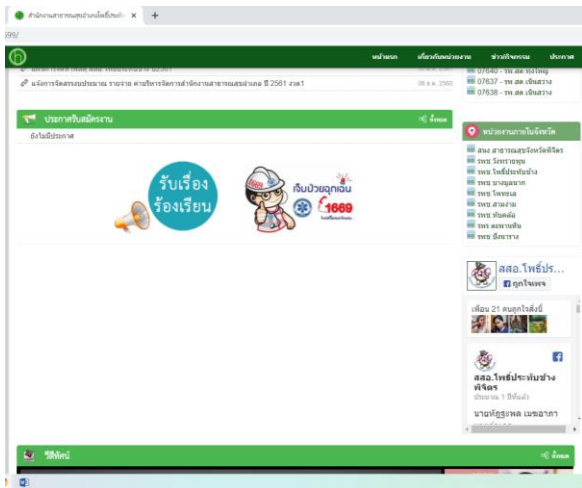 สำนักงานสาธารณสุขอำเภอโพธิ์ประทับ
599/
หน้าแรก เกี่ยวกับหน่วยงาน ข่าว/กิจกรรม ประกาศ
07640 - รพ.สต.ทุ่งใหญ่
แจ้งการจัดสรรงบประมาณ รายจ่าย ค่าบริหารจัดการสำนักงานสาธารณสุขอำเภอ ปี 2561 งวด1
07637 - รพ.สต.เนินสว่าง
07638 - รพ.สต.เนินสว่าง
ประกาศรับสมัครงาน ทั้งหมด
ยังไม่มีประกาศ
หน่วยงานภายในจังหวัด
สนง.สาธารณสุขจังหวัดพิจิตร
รพช.วังทรายพูน
รพช.โพธิ์ประทับช้าง
รพช.บางมูลนาก
รพช.โพทะเล
รพช.สามง่าม
รพช.ทับคล้อ
รพร.ตะพานหิน
รพช.บึงนาราง
รับเรื่อง
ร้องเรียน
1669
เจ็บป่วยฉุกเฉิน
1669
สสอ.โพธิ์ประ...
ถูกใจเพจ
เพื่อน 21 คนถูกใจสิ่งนี้
สสอ.โพธิ์ประทับช้าง
พิจิตร
ประมาณ 1 ปีที่แล้ว
วีดีทัศน์ ทั้งหมด